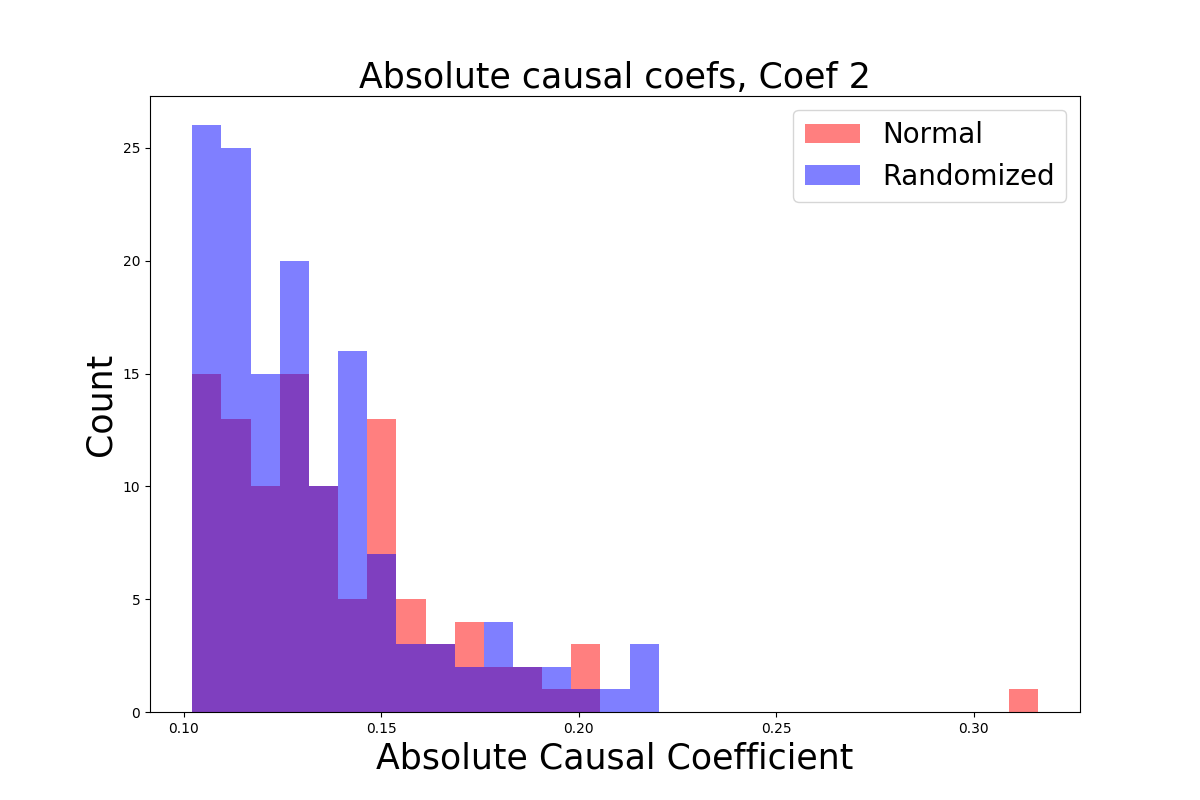 Absolute causal coefs, Coef 2
Normal
Randomized
Count
25
20
15
10
5
0
0.10
0.15
0.20
0.25
0.30
Absolute Causal Coefficient